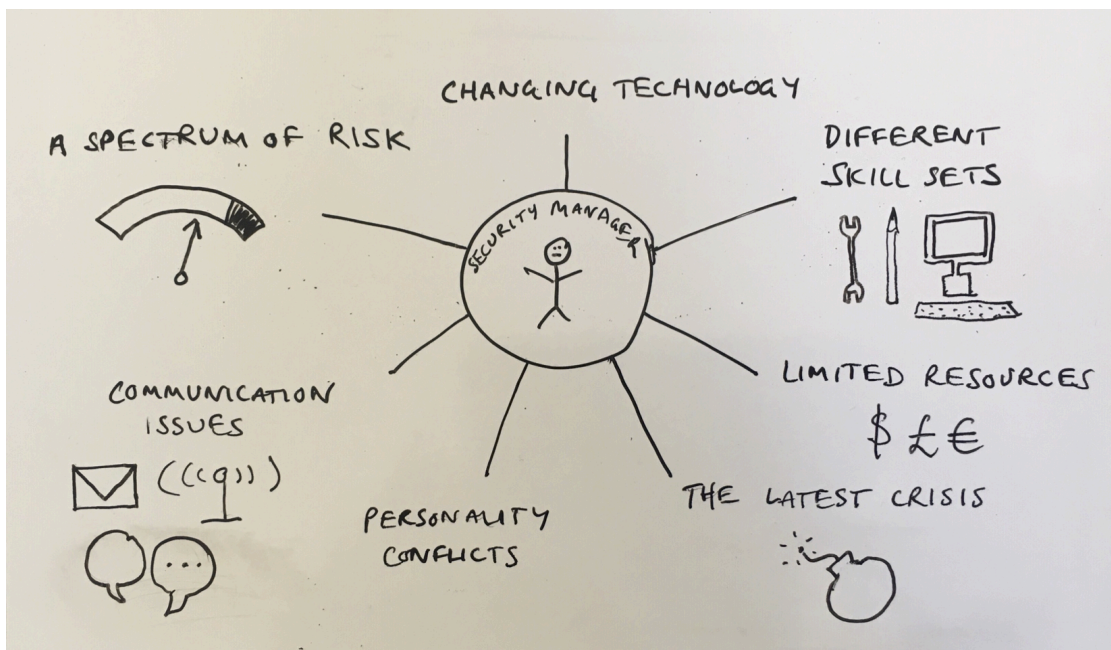 CHANGING TECHNOLOGY
A SPECTRUM OF RISK
DIFFERENT
SKILL SETS
SECURITY MANAGER
LIMITED RESOURCES
$ £ €
COMMUNICATION
ISSUES
THE LATEST CRISIS
PERSONALITY
CONFLICTS